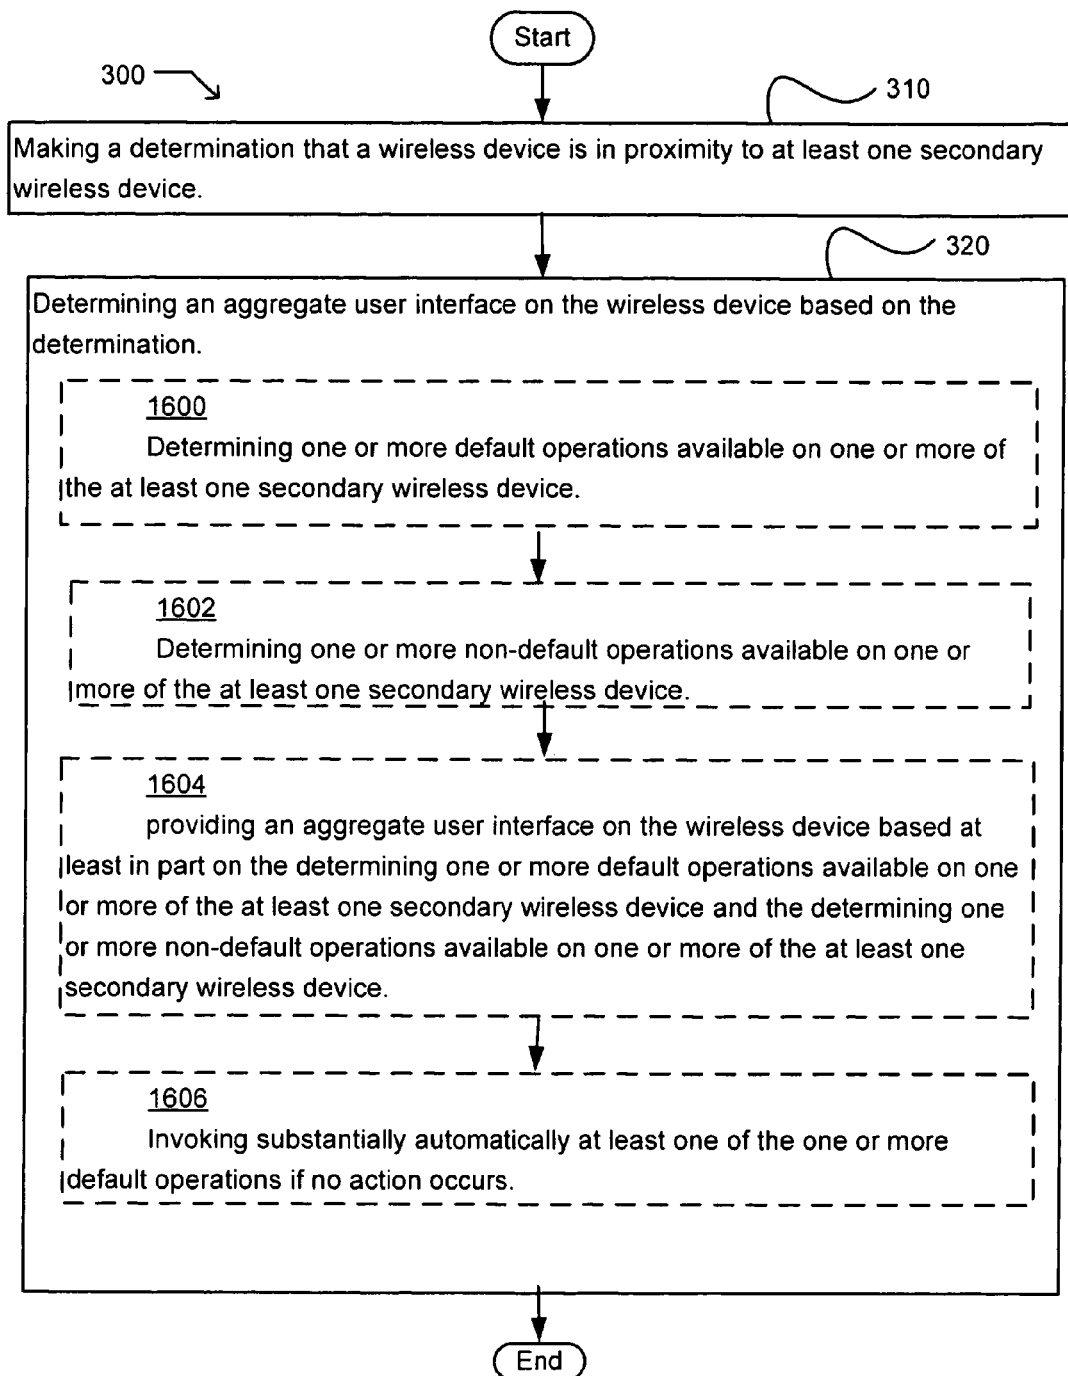 Start
300
310
Making a determination that a wireless device is in proximity to at least one secondary
wireless device.
320
Determining an aggregate user interface on the wireless device based on the
determination.
1600
Determining one or more default operations available on one or more of
the at least one secondary wireless device.
1602
Determining one or more non-default operations available on one or
more of the at least one secondary wireless device.
1604
providing an aggregate user interface on the wireless device based at
least in part on the determining one or more default operations available on one
or more of the at least one secondary wireless device and the determining one
or more non-default operations available on one or more of the at least one
secondary wireless device.
1606
Invoking substantially automatically at least one of the one or more
default operations if no action occurs.
End